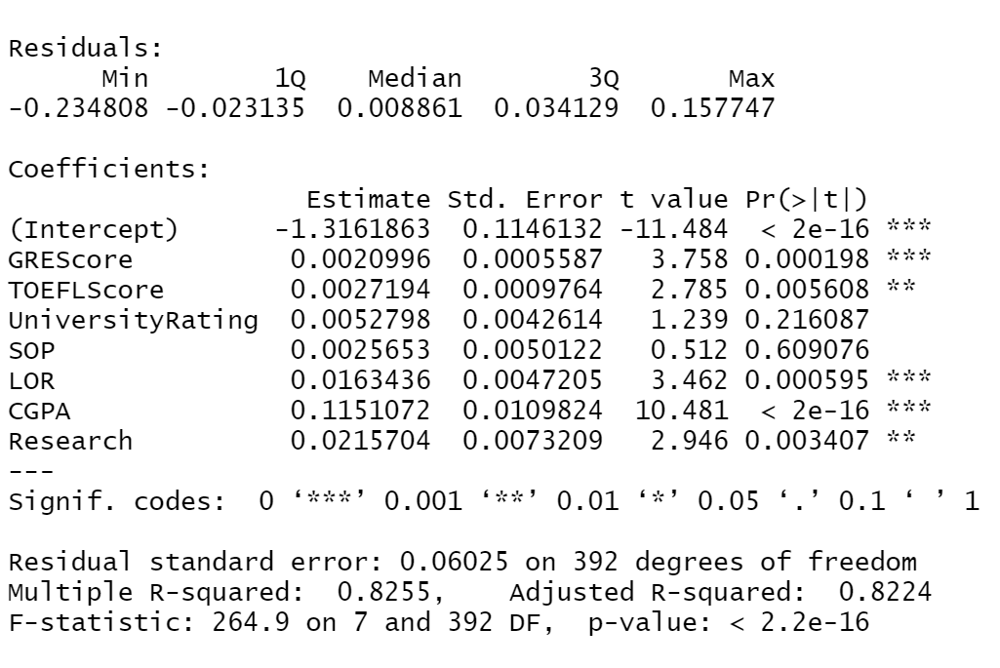 Residuals:
      Min        1Q    Median        3Q       Max
-0.234808 -0.023135  0.008861  0.034129  0.157747
Coefficients:
                   Estimate Std. Error t value Pr(>|t|)
(Intercept)      -1.3161863  0.1146132 -11.484  < 2e-16 ***
GREScore          0.0020996  0.0005587   3.758 0.000198 ***
TOEFLScore        0.0027194  0.0009764   2.785 0.005608 **
UniversityRating  0.0052798  0.0042614   1.239 0.216087
SOP               0.0025653  0.0050122   0.512 0.609076
LOR               0.0163436  0.0047205   3.462 0.000595 ***
CGPA              0.1151072  0.0109824  10.481  < 2e-16 ***
Research          0.0215704  0.0073209   2.946 0.003407 **
---
Signif. codes:  0 ‘***’ 0.001 ‘**’ 0.01 ‘*’ 0.05 ‘.’ 0.1 ‘ ’ 1
Residual standard error: 0.06025 on 392 degrees of freedom
Multiple R-squared:  0.8255,    Adjusted R-squared:  0.8224
F-statistic: 264.9 on 7 and 392 DF,  p-value: < 2.2e-16